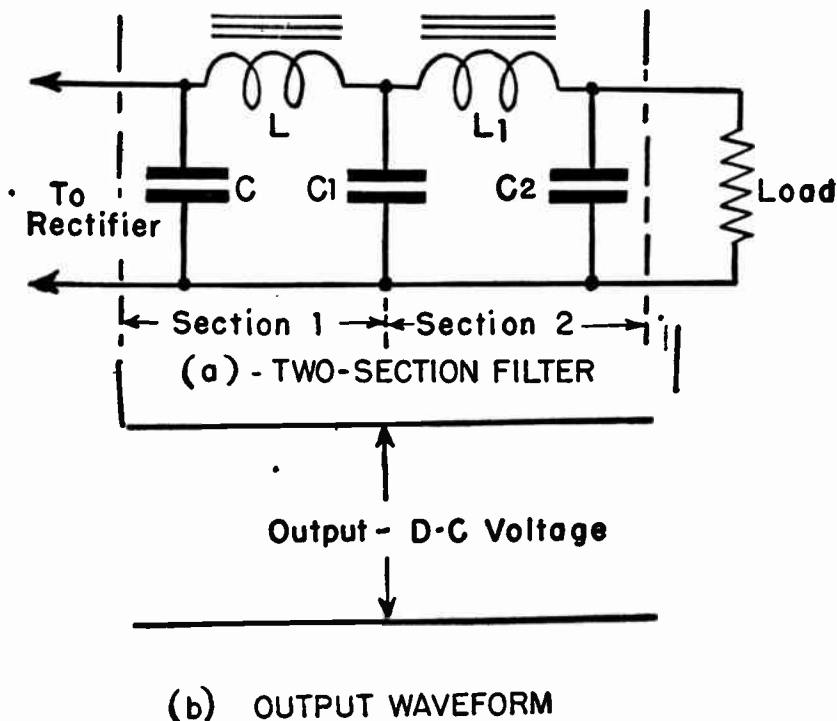 L
L1
C
C1
C2
Load
To
Rectifier
Section 1
Section 2
(a) - TWO-SECTION FILTER
Output - D-C Voltage
(b) OUTPUT WAVEFORM